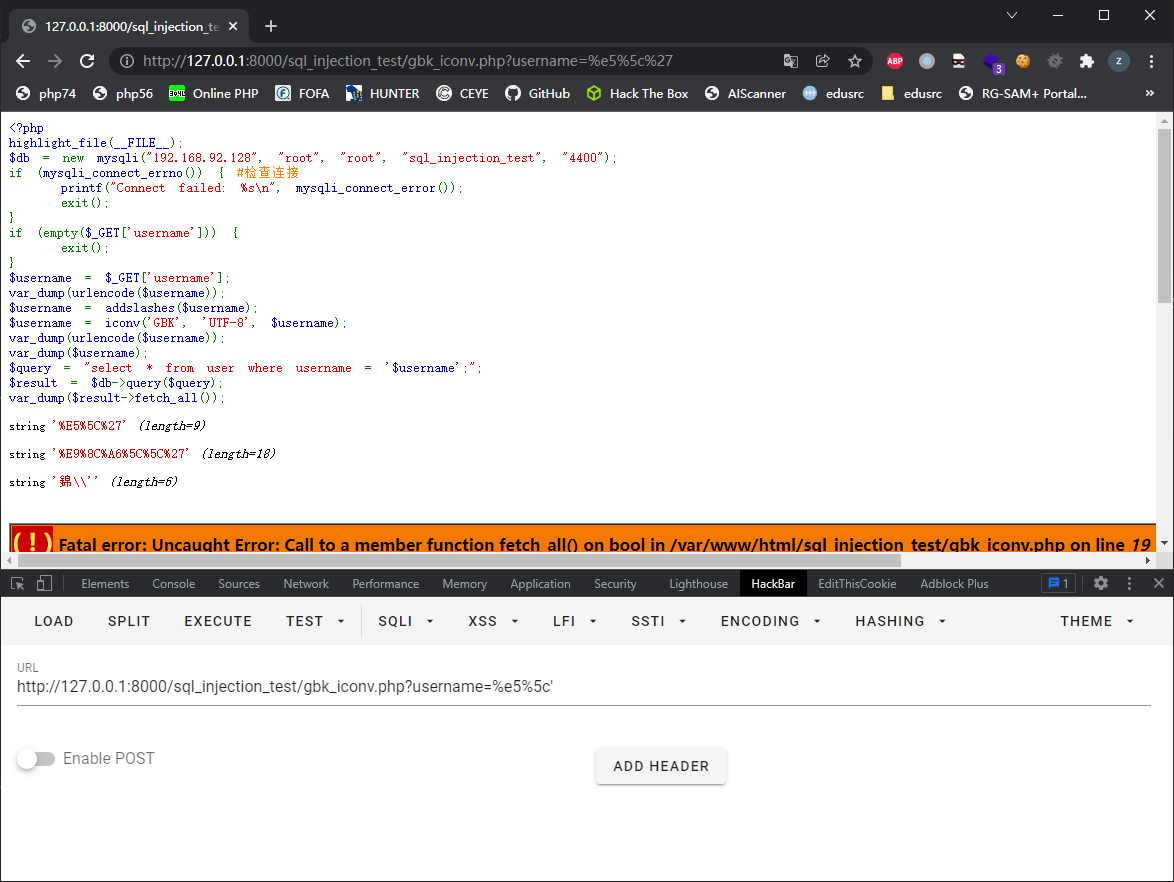 127.0.0.1:8000/sql_injection_te
http://127.0.0.1:8000/sql_injection_test/gbk_iconv.php?username=%e5%5c%27
ABP
3
Z
php74
php56
Online PHP
FOFA
HUNTER
CEYE
GitHub
Hack The Box
AIScanner
edusrc
edusrc
RG-SAM+ Portal...
»
<?php
highlight_file(__FILE__);
$db = new mysqli("192.168.92.128", "root", "root", "sql_injection_test", "4400");
if (mysqli_connect_errno()) { #检查连接
printf("Connect failed: %s\n", mysqli_connect_error());
exit();
}
if (empty($_GET['username'])) {
exit();
}
$username = $_GET['username'];
var_dump(urlencode($username));
$username = addslashes($username);
$username = iconv('GBK', 'UTF-8', $username);
var_dump(urlencode($username));
var_dump($username);
$query = "select * from user where username = '$username';";
$result = $db->query($query);
var_dump($result->fetch_all());
string '%E5%5C%27' (length=9)
string '%E9%8C%A6%5C%5C%27' (length=18)
string '錦\\'' (length=6)
( ! ) Fatal error: Uncaught Error: Call to a member function fetch_all() on bool in /var/www/html/sql_injection_test/gbk_iconv.php on line 19
Elements
Console
Sources
Network
Performance
Memory
Application
Security
Lighthouse
HackBar
EditThisCookie
Adblock Plus
1
LOAD
SPLIT
EXECUTE
TEST
SQLI
XSS
LFI
SSTI
ENCODING
HASHING
THEME
URL
http://127.0.0.1:8000/sql_injection_test/gbk_iconv.php?username=%e5%5c'
Enable POST
ADD HEADER